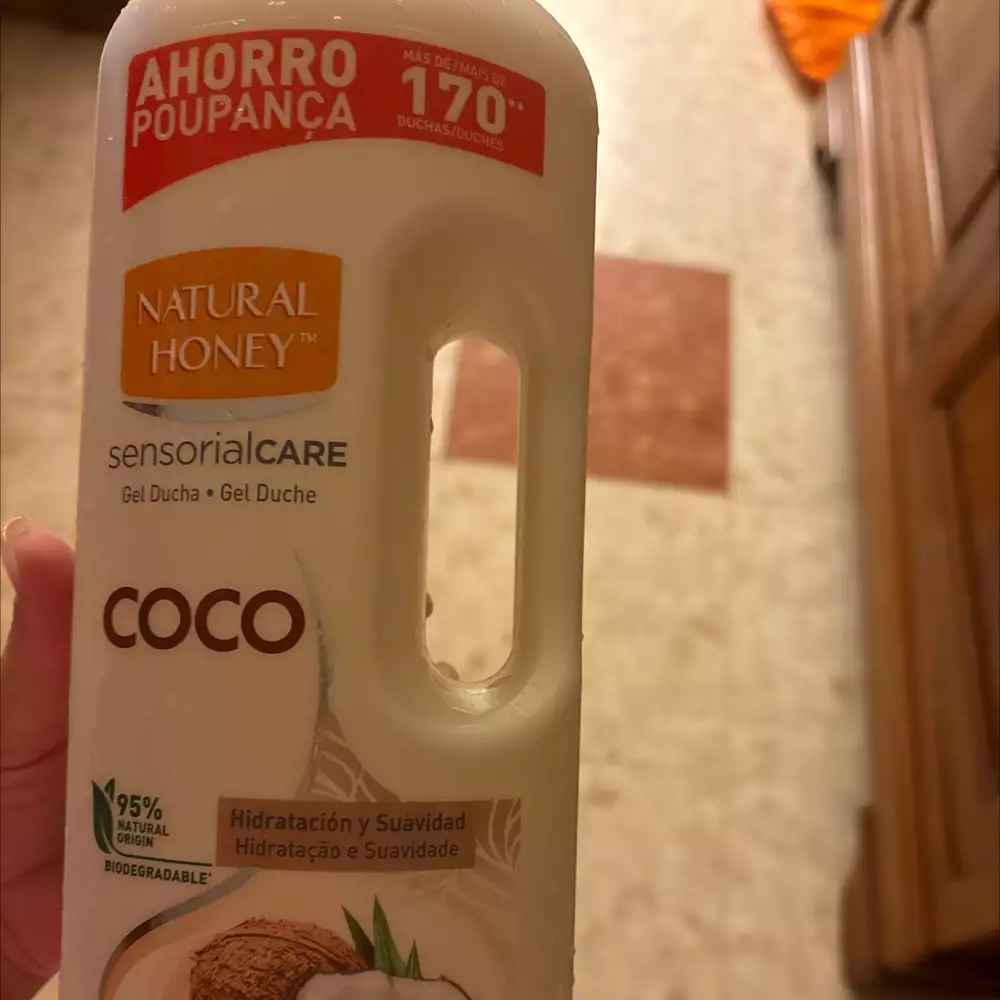 AHORRO
POUPANÇA
MÁS DE/MAIS DE
170**
DUCHAS/DUCHES
NATURAL
HONEY™
sensorialCARE
Gel Ducha • Gel Duche
COCO
95%
NATURAL
ORIGIN
BIODEGRADABLE*
Hidratación y Suavidad
Hidratação e Suavidade